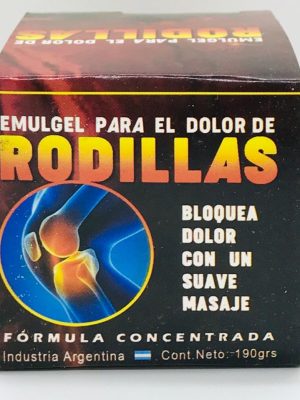 EMULGEL PARA EL DOLOR DE
RODILLAS
EMULGEL PARA EL DOLOR DE
RODILLAS
BLOQUEA
DOLOR
CON UN
SUAVE
MASAJE
FÓRMULA CONCENTRADA
Industria Argentina Cont.Neto: 190grs